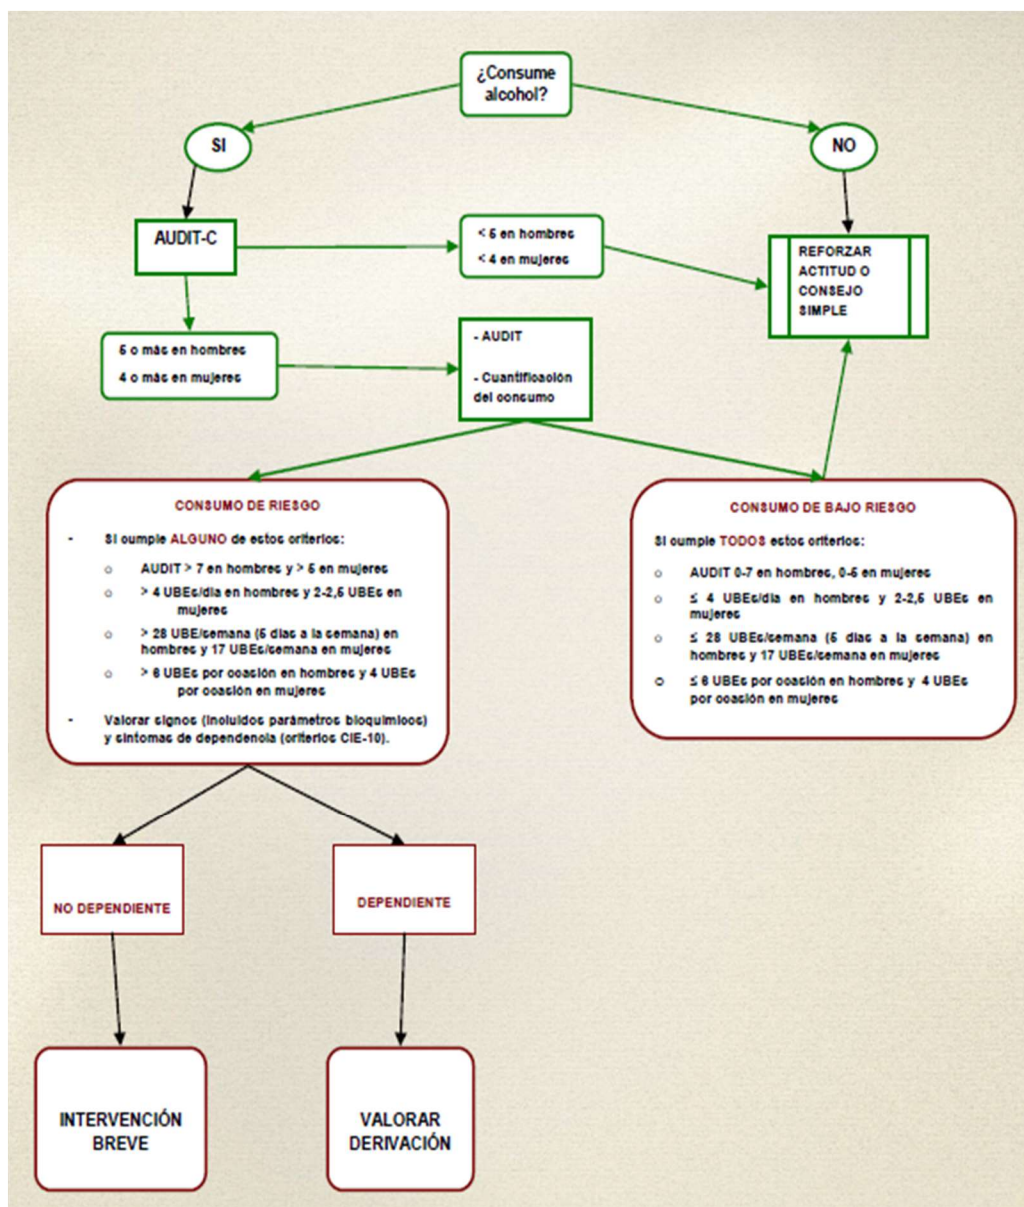 ¿Consume
alcohol?
SI
NO
AUDIT-C
< 5 en hombres
< 4 en mujeres
REFORZAR
ACTITUD O
CONSEJO
SIMPLE
5 o más en hombres
4 o más en mujeres
- AUDIT
- Cuantificación
del consumo
CONSUMO DE RIESGO
- Si cumple ALGUNO de estos criterios:
o AUDIT > 7 en hombres y > 5 en mujeres
o > 4 UBEs/día en hombres y 2-2,5 UBEs en
mujeres
o > 28 UBE/semana (5 días a la semana) en
hombres y 17 UBEs/semana en mujeres
o > 6 UBEs por ocasión en hombres y 4 UBEs
por ocasión en mujeres
- Valorar signos (incluidos parámetros bioquímicos)
y síntomas de dependencia (criterios CIE-10).
CONSUMO DE BAJO RIESGO
Si cumple TODOS estos criterios:
o AUDIT 0-7 en hombres, 0-5 en mujeres
o ≤ 4 UBEs/día en hombres y 2-2,5 UBEs en
mujeres
o ≤ 28 UBEs/semana (5 días a la semana) en
hombres y 17 UBEs/semana en mujeres
o ≤ 6 UBEs por ocasión en hombres y 4 UBEs
por ocasión en mujeres
NO DEPENDIENTE
DEPENDIENTE
INTERVENCIÓN
BREVE
VALORAR
DERIVACIÓN